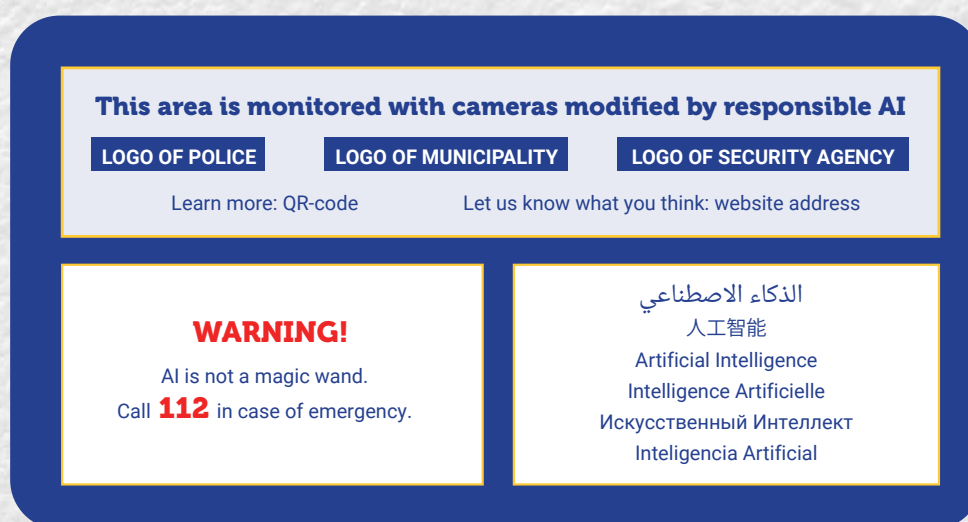 This area is monitored with cameras modified by responsible AI
LOGO OF POLICE
LOGO OF MUNICIPALITY
LOGO OF SECURITY AGENCY
Learn more: QR-code
Let us know what you think: website address
WARNING!
AI is not a magic wand.
Call 112 in case of emergency.
الذكاء الاصطناعي
人工智能
Artificial Intelligence
Intelligence Artificielle
Искусственный Интеллект
Inteligencia Artificial